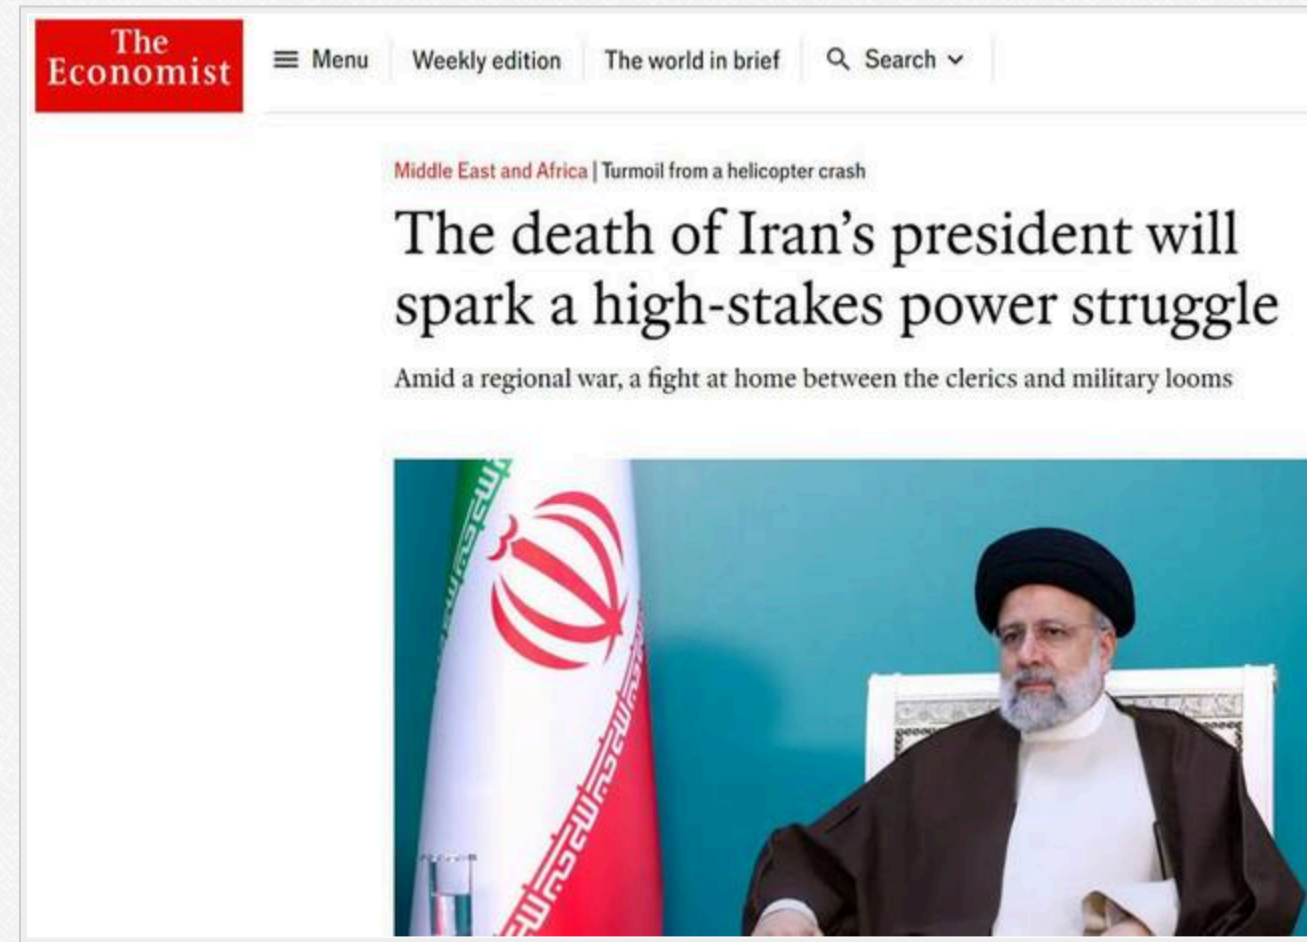 The
Economist
Menu
Weekly edition
The world in brief
Search
Middle East and Africa | Turmoil from a helicopter crash
The death of Iran’s president will
spark a high-stakes power struggle
Amid a regional war, a fight at home between the clerics and military looms